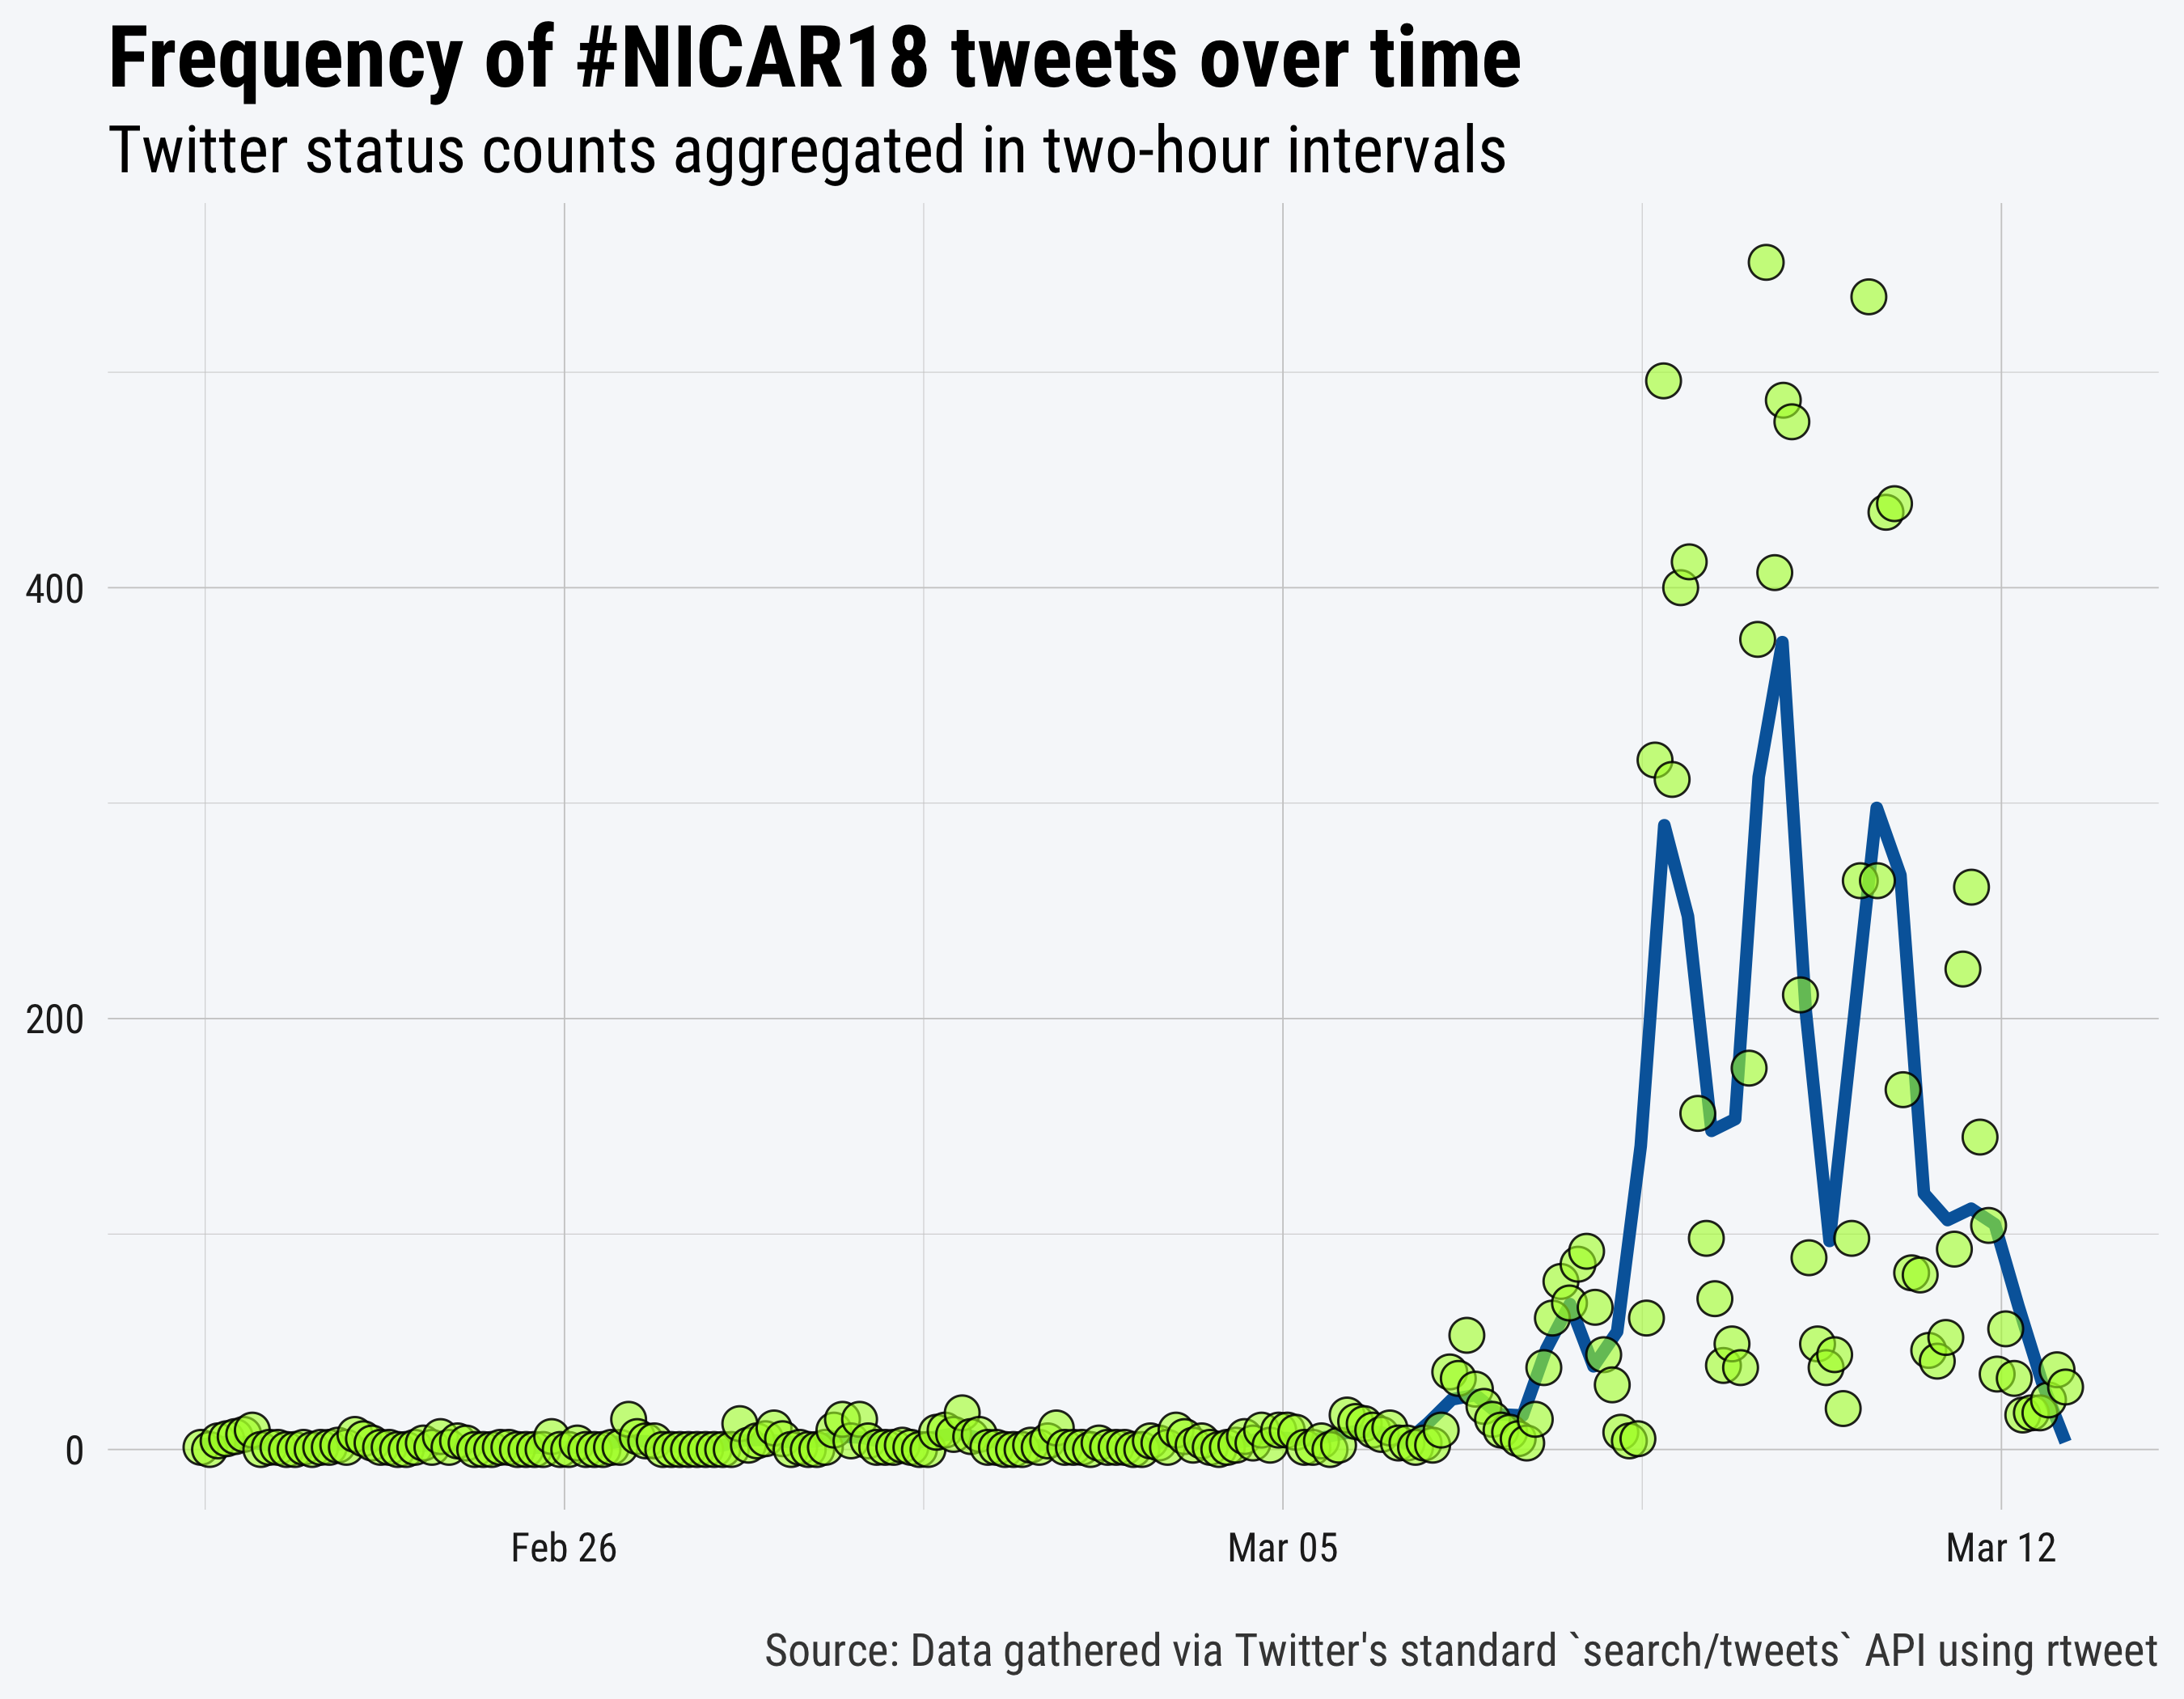 Frequency of #NICAR18 tweets over time
Twitter status counts aggregated in two-hour intervals
400
200
0
Feb 26
Mar 05
Mar 12
Source: Data gathered via Twitter's standard `search/tweets` API using rtweet